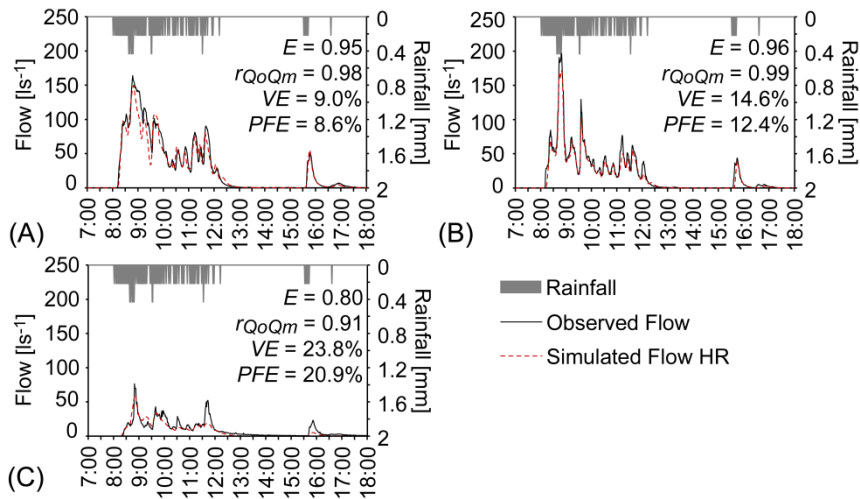 250
200
150
100
50
0
Flow [ls⁻¹]
0
0.4
0.8
1.2
1.6
2
Rainfall [mm]
E = 0.95
rQoQm = 0.98
VE = 9.0%
PFE = 8.6%
7:00 8:00 9:00 10:00 11:00 12:00 13:00 14:00 15:00 16:00 17:00 18:00
(A)
250
200
150
100
50
0
Flow [ls⁻¹]
0
0.4
0.8
1.2
1.6
2
Rainfall [mm]
E = 0.96
rQoQm = 0.99
VE = 14.6%
PFE = 12.4%
7:00 8:00 9:00 10:00 11:00 12:00 13:00 14:00 15:00 16:00 17:00 18:00
(B)
250
200
150
100
50
0
Flow [ls⁻¹]
0
0.4
0.8
1.2
1.6
2
Rainfall [mm]
E = 0.80
rQoQm = 0.91
VE = 23.8%
PFE = 20.9%
7:00 8:00 9:00 10:00 11:00 12:00 13:00 14:00 15:00 16:00 17:00 18:00
(C)
Rainfall
Observed Flow
Simulated Flow HR